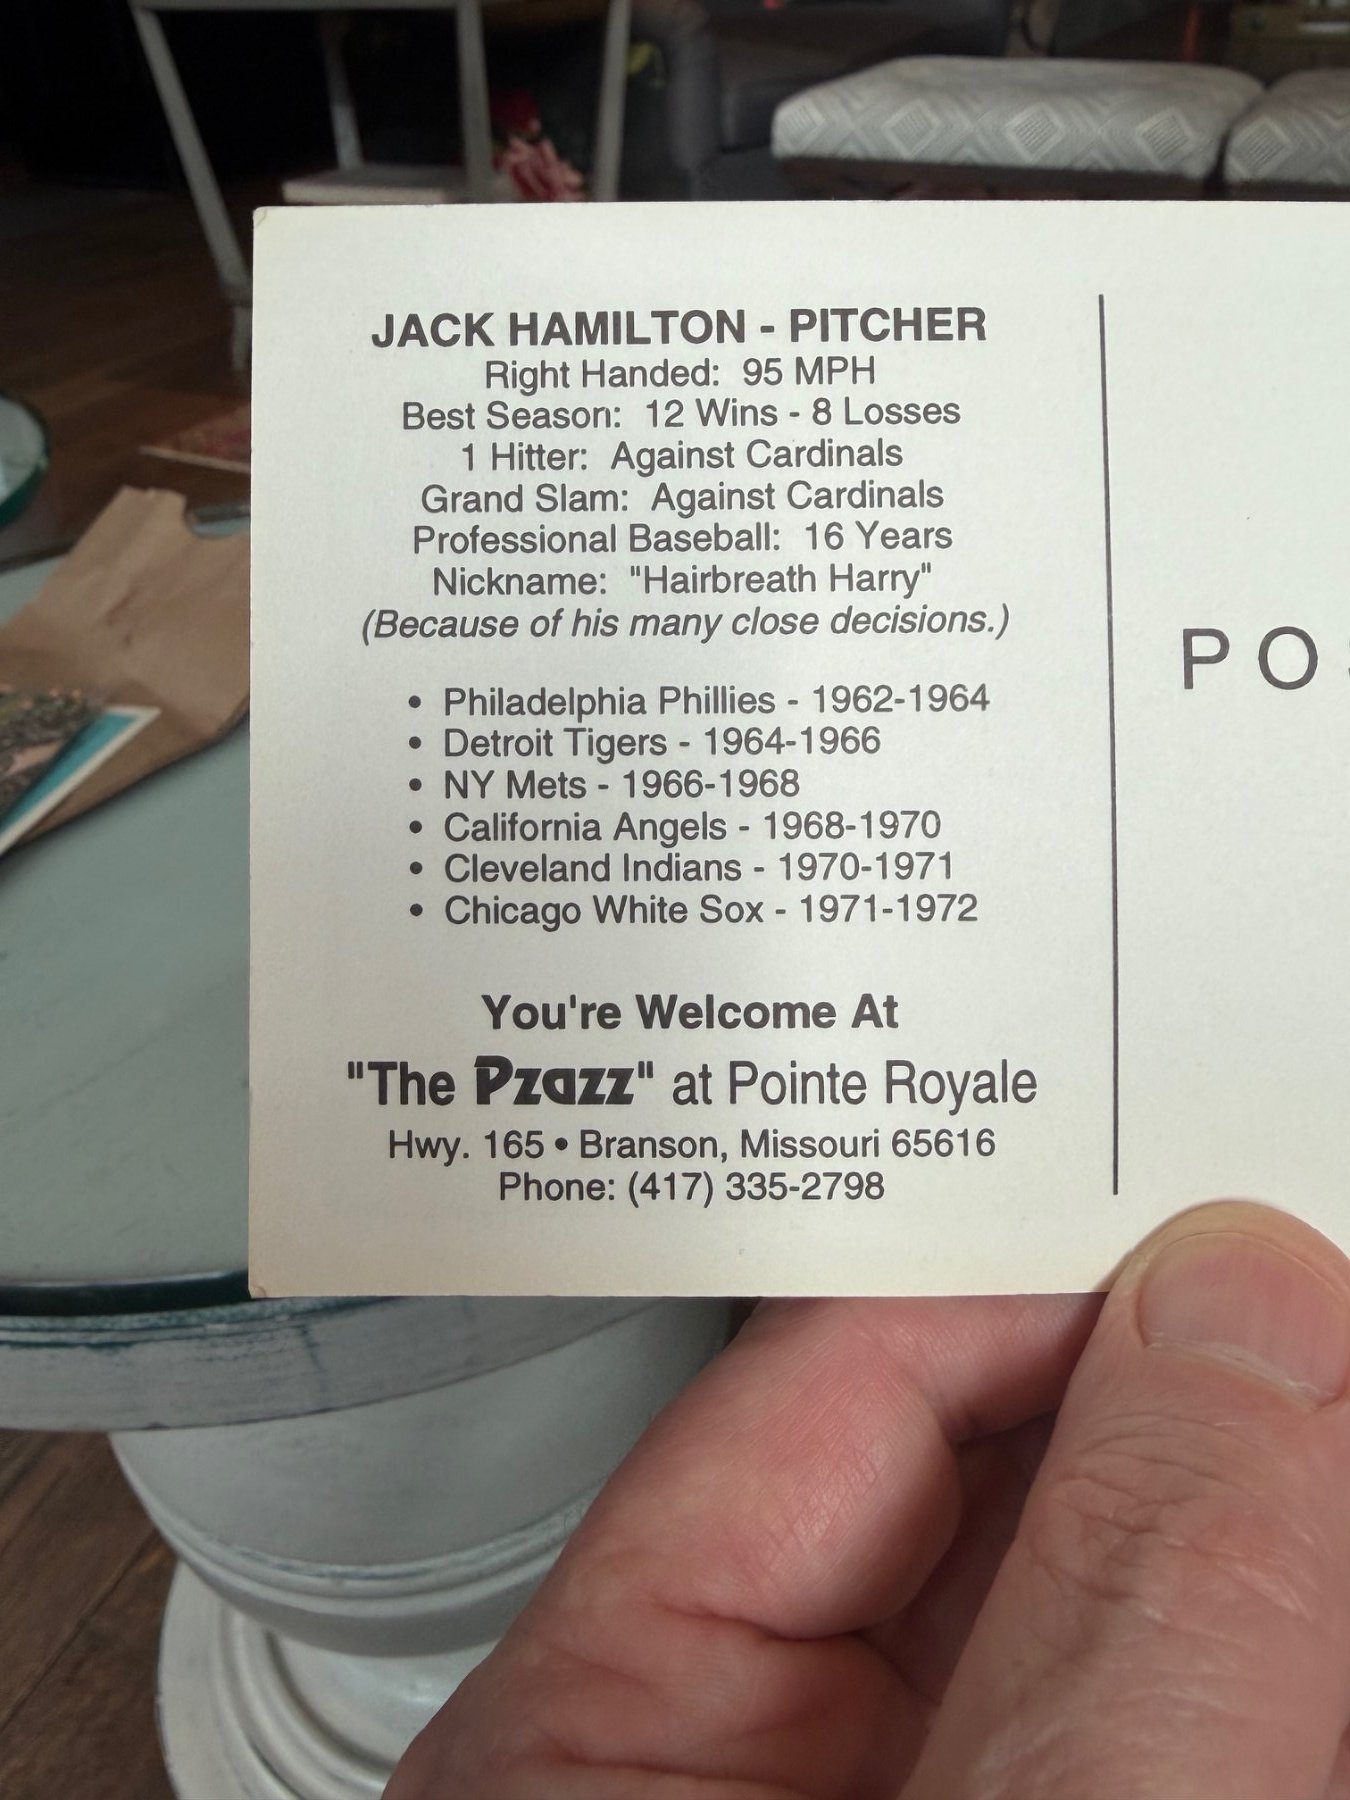 JACK HAMILTON - PITCHER
Right Handed: 95 MPH
Best Season: 12 Wins - 8 Losses
1 Hitter: Against Cardinals
Grand Slam: Against Cardinals
Professional Baseball: 16 Years
Nickname: "Hairbreath Harry"
(Because of his many close decisions.)
• Philadelphia Phillies - 1962-1964
• Detroit Tigers - 1964-1966
• NY Mets - 1966-1968
• California Angels - 1968-1970
• Cleveland Indians - 1970-1971
• Chicago White Sox - 1971-1972
You're Welcome At
"The Pzazz" at Pointe Royale
Hwy. 165 • Branson, Missouri 65616
Phone: (417) 335-2798
PO